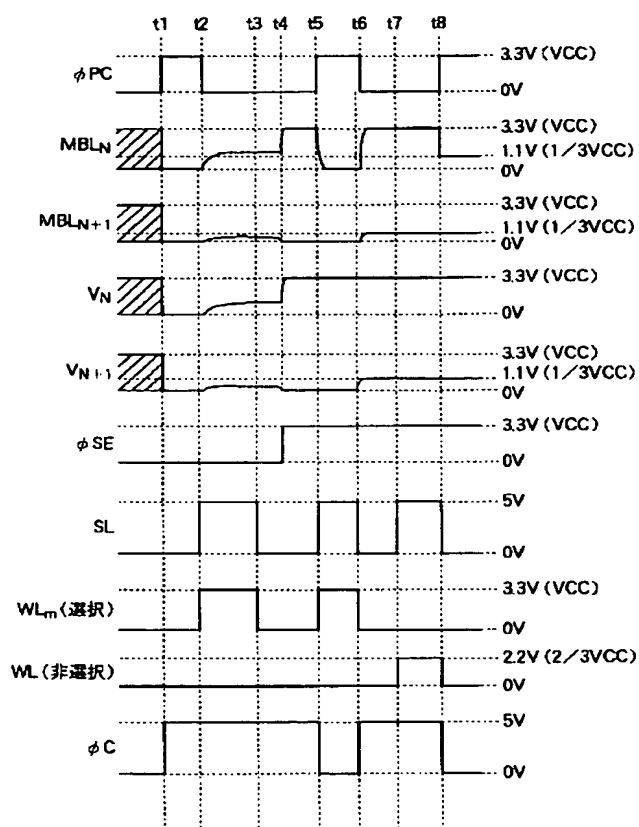 t1 t2 t3 t4 t5 t6 t7 t8
φPC
3.3V (VCC)
0V
MBLN
3.3V (VCC)
1.1V (1/3VCC)
0V
MBLN+1
3.3V (VCC)
1.1V (1/3VCC)
0V
VN
3.3V (VCC)
0V
VN+1
3.3V (VCC)
1.1V (1/3VCC)
0V
φSE
3.3V (VCC)
0V
SL
5V
0V
WLm(選択)
3.3V (VCC)
0V
WL(非選択)
2.2V (2/3VCC)
0V
φC
5V
0V